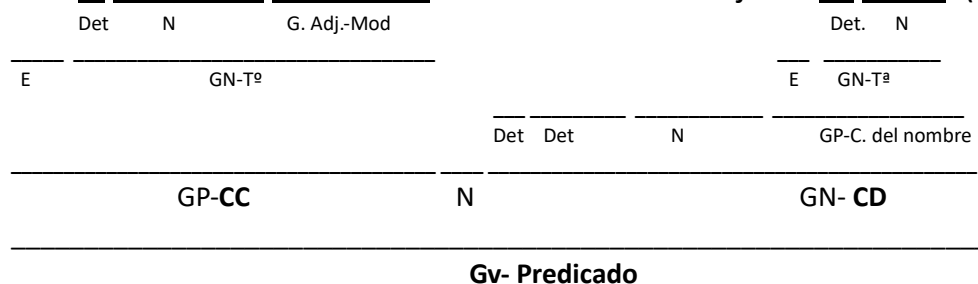 Det N G. Adj.-Mod Det. N
E GN-Tº E GN-Tª
Det Det N GP-C. del nombre
GP-CC N GN- CD
Gv- Predicado